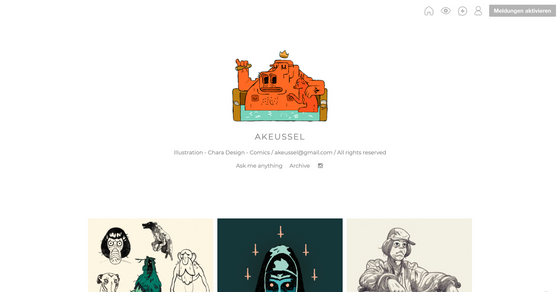 Meldungen aktivieren
AKEUSSEL
Illustration - Chara Design - Comics / akeussel@gmail.com / All rights reserved
Ask me anything Archive